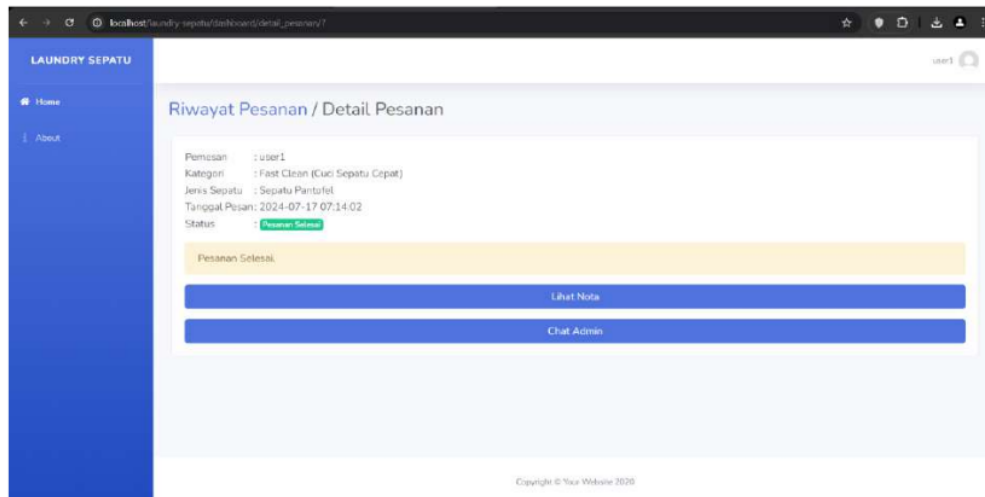 localhost/laundry-sepatu/dashboard/detail_pesanan/7
LAUNDRY SEPATU
user1
Home
About
Riwayat Pesanan / Detail Pesanan
Pemesan : user1
Kategori : Fast Clean (Cuci Sepatu Cepat)
Jenis Sepatu : Sepatu Pantofel
Tanggal Pesan: 2024-07-17 07:14:02
Status : Pesanan Selesai
Pesanan Selesai.
Lihat Nota
Chat Admin
Copyright © Your Website 2020